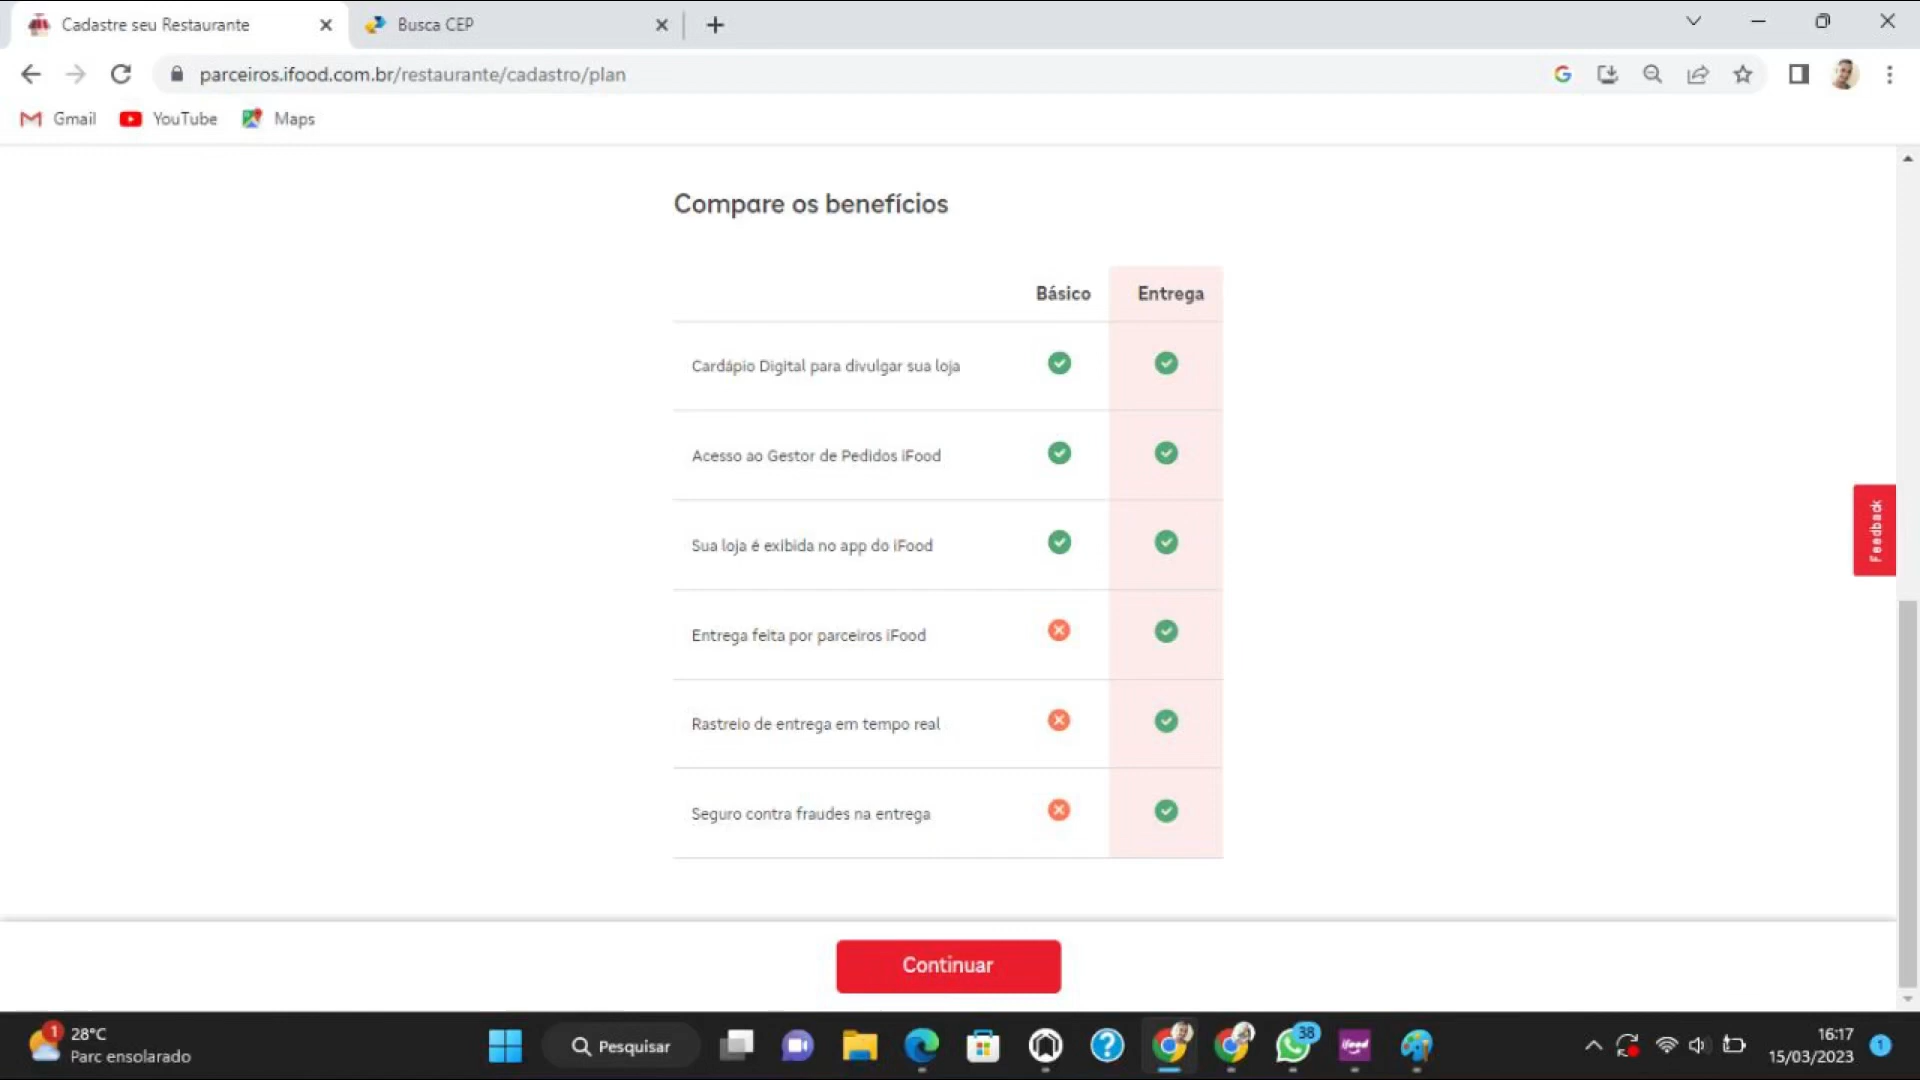 Cadastre seu Restaurante
Busca CEP
parceiros.ifood.com.br/restaurante/cadastro/plan
Gmail
YouTube
Maps
Compare os benefícios
Básico
Entrega
Cardápio Digital para divulgar sua loja
Acesso ao Gestor de Pedidos iFood
Sua loja é exibida no app do iFood
Entrega feita por parceiros iFood
Rastreio de entrega em tempo real
Seguro contra fraudes na entrega
Feedback
Continuar
1
28°C
Parc ensolarado
Pesquisar
38
ifood
16:17
15/03/2023
1